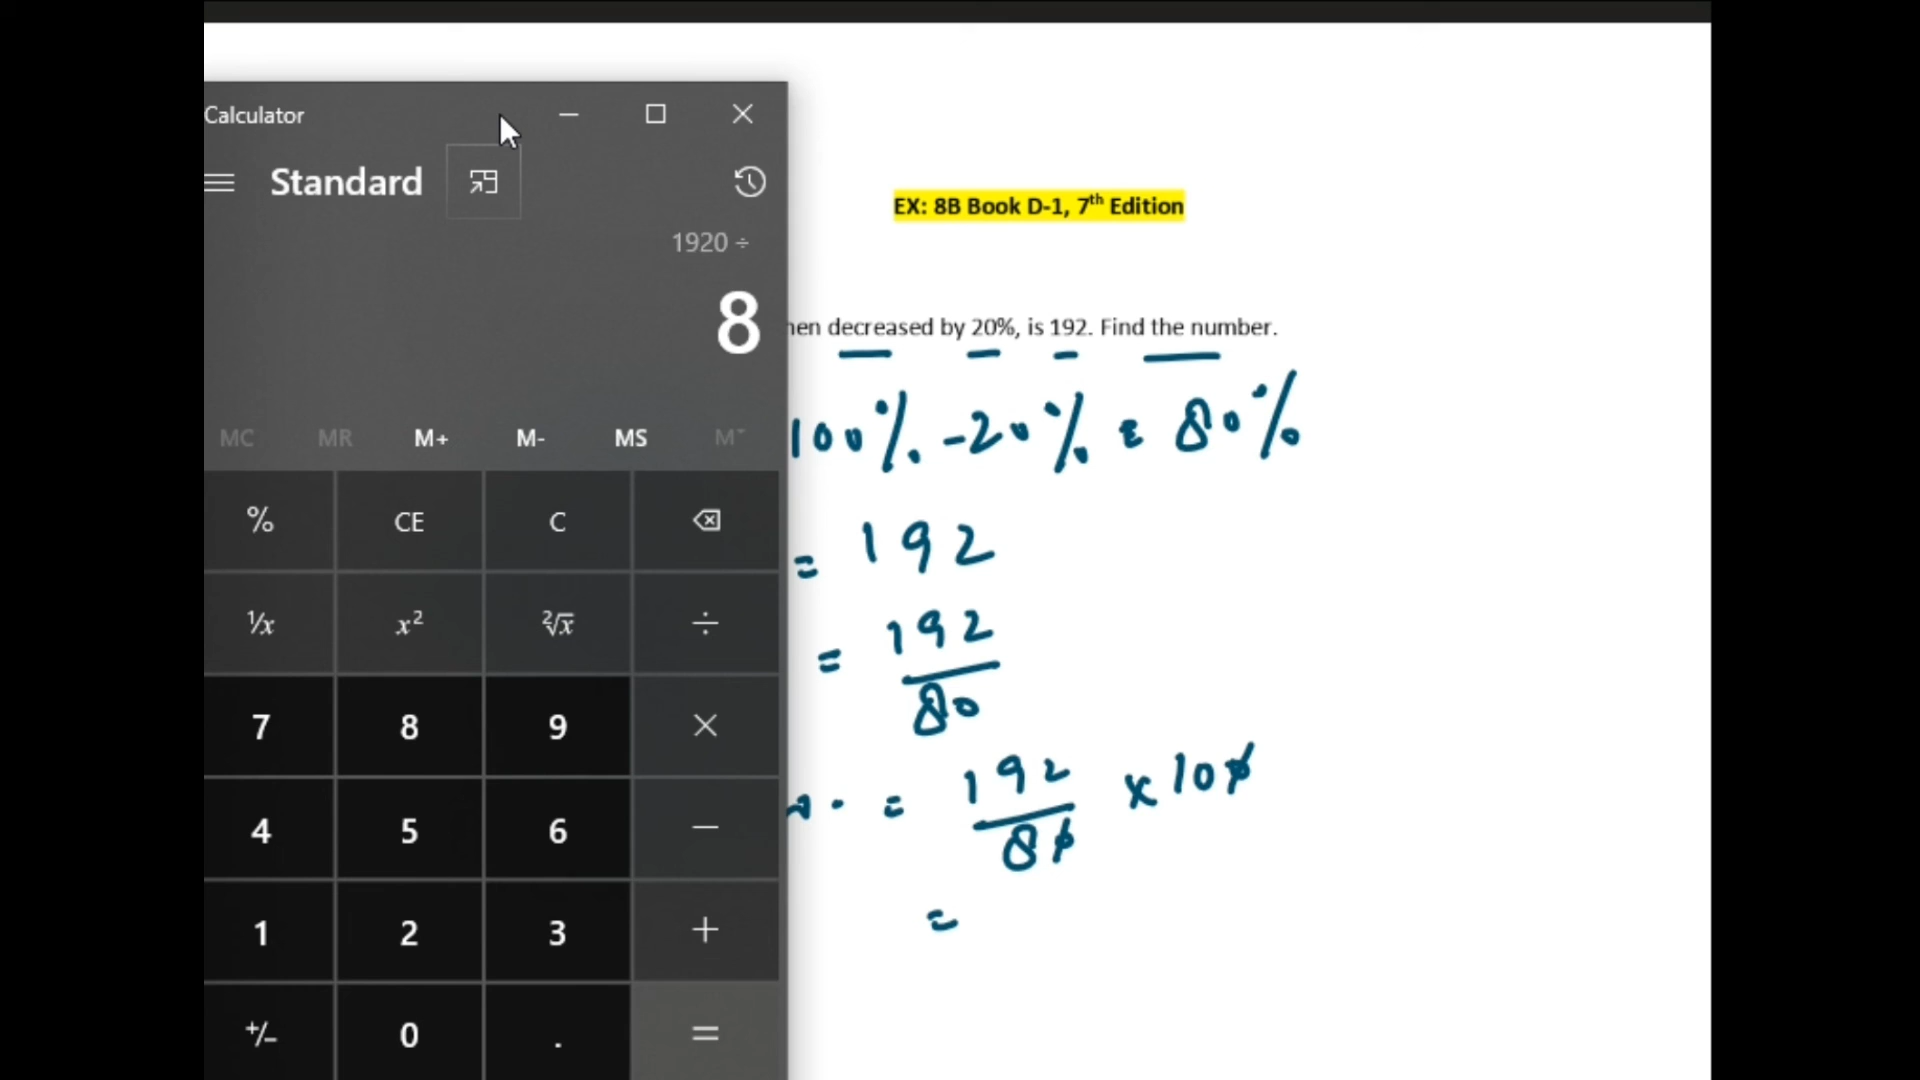 Calculator
Standard
1920 ÷
8
MC MR M+ M- MS M˅
% CE C
¹/x x² ²√x ÷
7 8 9 ×
4 5 6 −
1 2 3 +
+/− 0 . =
EX: 8B Book D-1, 7th Edition
decreased by 20%, is 192. Find the number.
100% - 20% = 80%
= 192
= 192/80
= 192/80 x 100
=